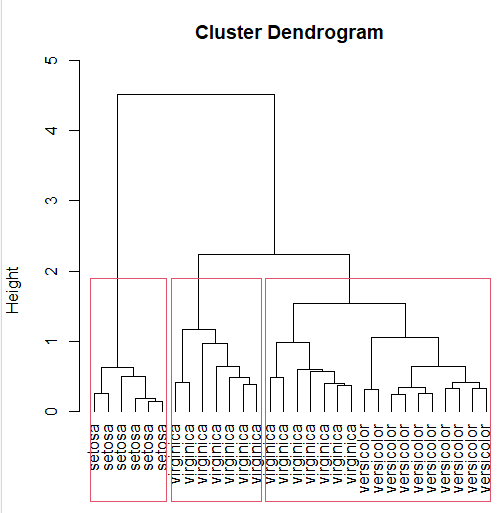 Cluster Dendrogram
Height
5
4
3
2
1
0
setosa
setosa
setosa
setosa
setosa
setosa
virginica
virginica
virginica
virginica
virginica
virginica
virginica
virginica
virginica
virginica
virginica
virginica
virginica
virginica
versicolor
versicolor
versicolor
versicolor
versicolor
versicolor
versicolor
versicolor
versicolor
versicolor